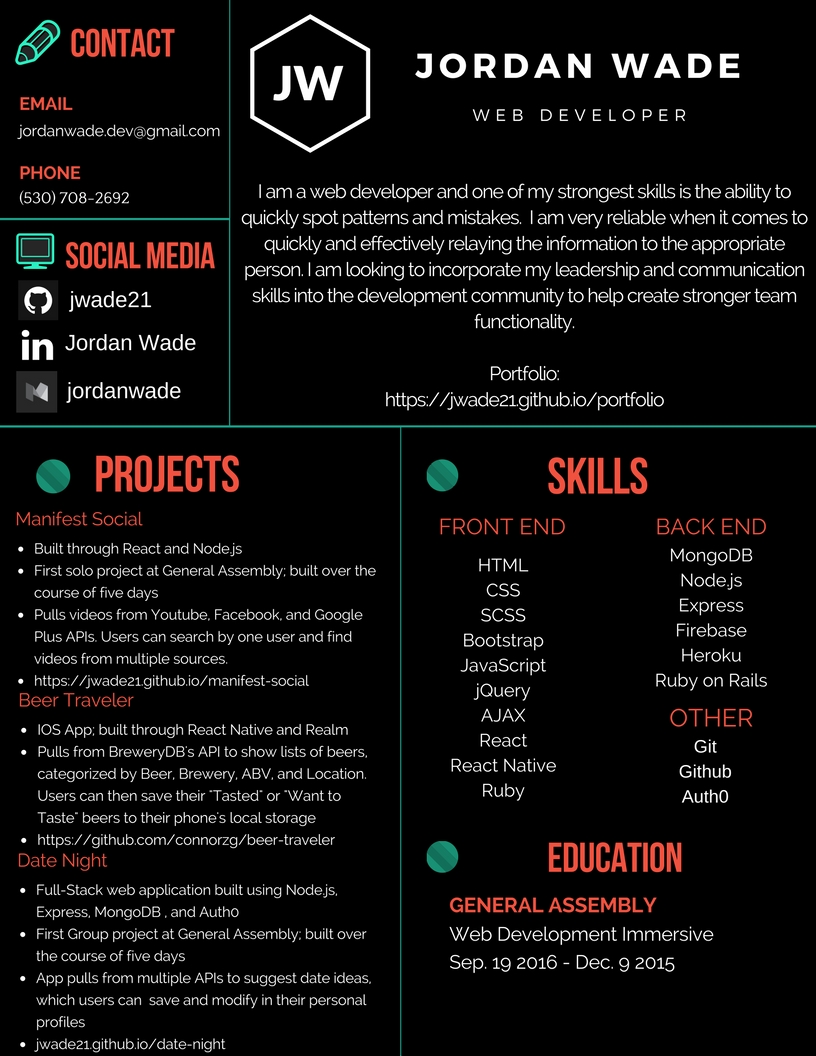 CONTACT
EMAIL
jordanwade.dev@gmail.com
PHONE
(530) 708-2692
SOCIAL MEDIA
jwade21
in Jordan Wade
jordanwade
JW
JORDAN WADE
WEB DEVELOPER
I am a web developer and one of my strongest skills is the ability to
quickly spot patterns and mistakes. I am very reliable when it comes to
quickly and effectively relaying the information to the appropriate
person. I am looking to incorporate my leadership and communication
skills into the development community to help create stronger team
functionality.
Portfolio:
https://jwade21.github.io/portfolio
PROJECTS
Manifest Social
• Built through React and Node.js
• First solo project at General Assembly; built over the
course of five days
• Pulls videos from Youtube, Facebook, and Google
Plus APIs. Users can search by one user and find
videos from multiple sources.
• https://jwade21.github.io/manifest-social
Beer Traveler
• IOS App; built through React Native and Realm
• Pulls from BreweryDB's API to show lists of beers,
categorized by Beer, Brewery, ABV, and Location.
Users can then save their "Tasted" or "Want to
Taste" beers to their phone's local storage
• https://github.com/connorzg/beer-traveler
Date Night
• Full-Stack web application built using Node.js,
Express, MongoDB , and Auth0
• First Group project at General Assembly; built over
the course of five days
• App pulls from multiple APIs to suggest date ideas,
which users can save and modify in their personal
profiles
• jwade21.github.io/date-night
SKILLS
FRONT END
HTML
CSS
SCSS
Bootstrap
JavaScript
jQuery
AJAX
React
React Native
Ruby
BACK END
MongoDB
Node.js
Express
Firebase
Heroku
Ruby on Rails
OTHER
Git
Github
Auth0
EDUCATION
GENERAL ASSEMBLY
Web Development Immersive
Sep. 19 2016 - Dec. 9 2015